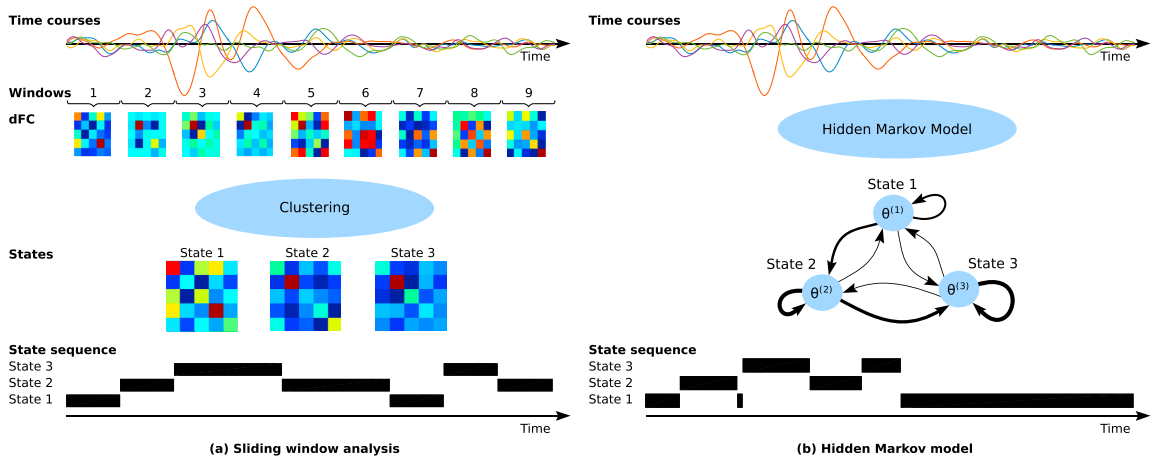 Time courses
Time
Windows 1 2 3 4 5 6 7 8 9
dFC
Clustering
States
State 1 State 2 State 3
State sequence
State 3
State 2
State 1
Time
(a) Sliding window analysis
Time courses
Time
Hidden Markov Model
State 1
θ⁽¹⁾
State 2 State 3
θ⁽²⁾ θ⁽³⁾
State sequence
State 3
State 2
State 1
Time
(b) Hidden Markov model